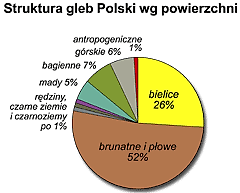 Struktura gleb Polski wg powierzchni
antropogeniczne
1%
górskie 6%
bagienne 7%
mady 5%
rędziny,
czarno ziemie
i czarnoziemy
po 1%
bielice
26%
brunatne i płowe
52%